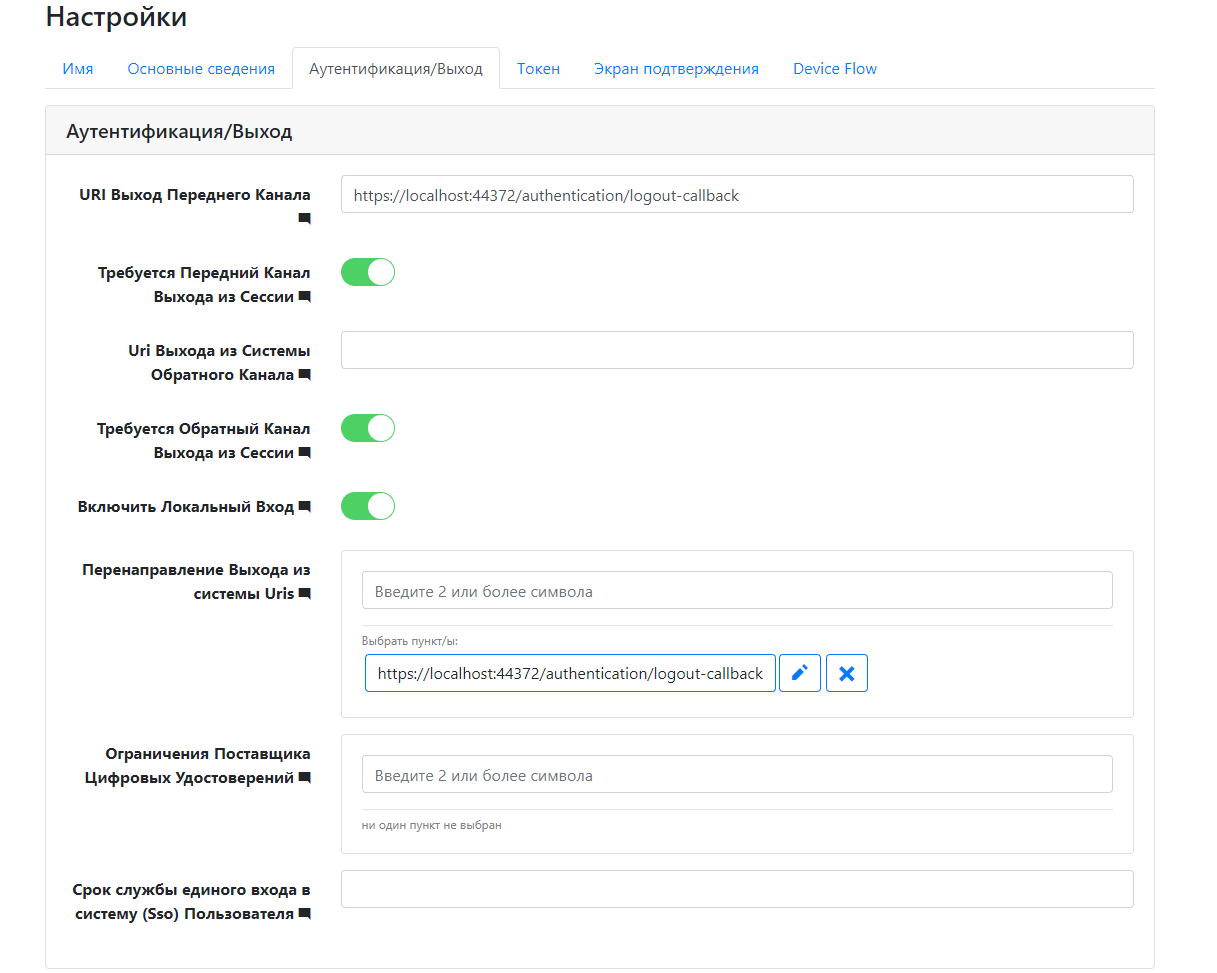 Настройки
Имя Основные сведения Аутентификация/Выход Токен Экран подтверждения Device Flow
Аутентификация/Выход
URI Выход Переднего Канала
https://localhost:44372/authentication/logout-callback
Требуется Передний Канал
Выхода из Сессии
Uri Выхода из Системы
Обратного Канала
Требуется Обратный Канал
Выхода из Сессии
Включить Локальный Вход
Перенаправление Выхода из
системы Uris
Введите 2 или более символа
Выбрать пункт/ы:
https://localhost:44372/authentication/logout-callback
Ограничения Поставщика
Цифровых Удостоверений
Введите 2 или более символа
ни один пункт не выбран
Срок службы единого входа в
систему (Sso) Пользователя